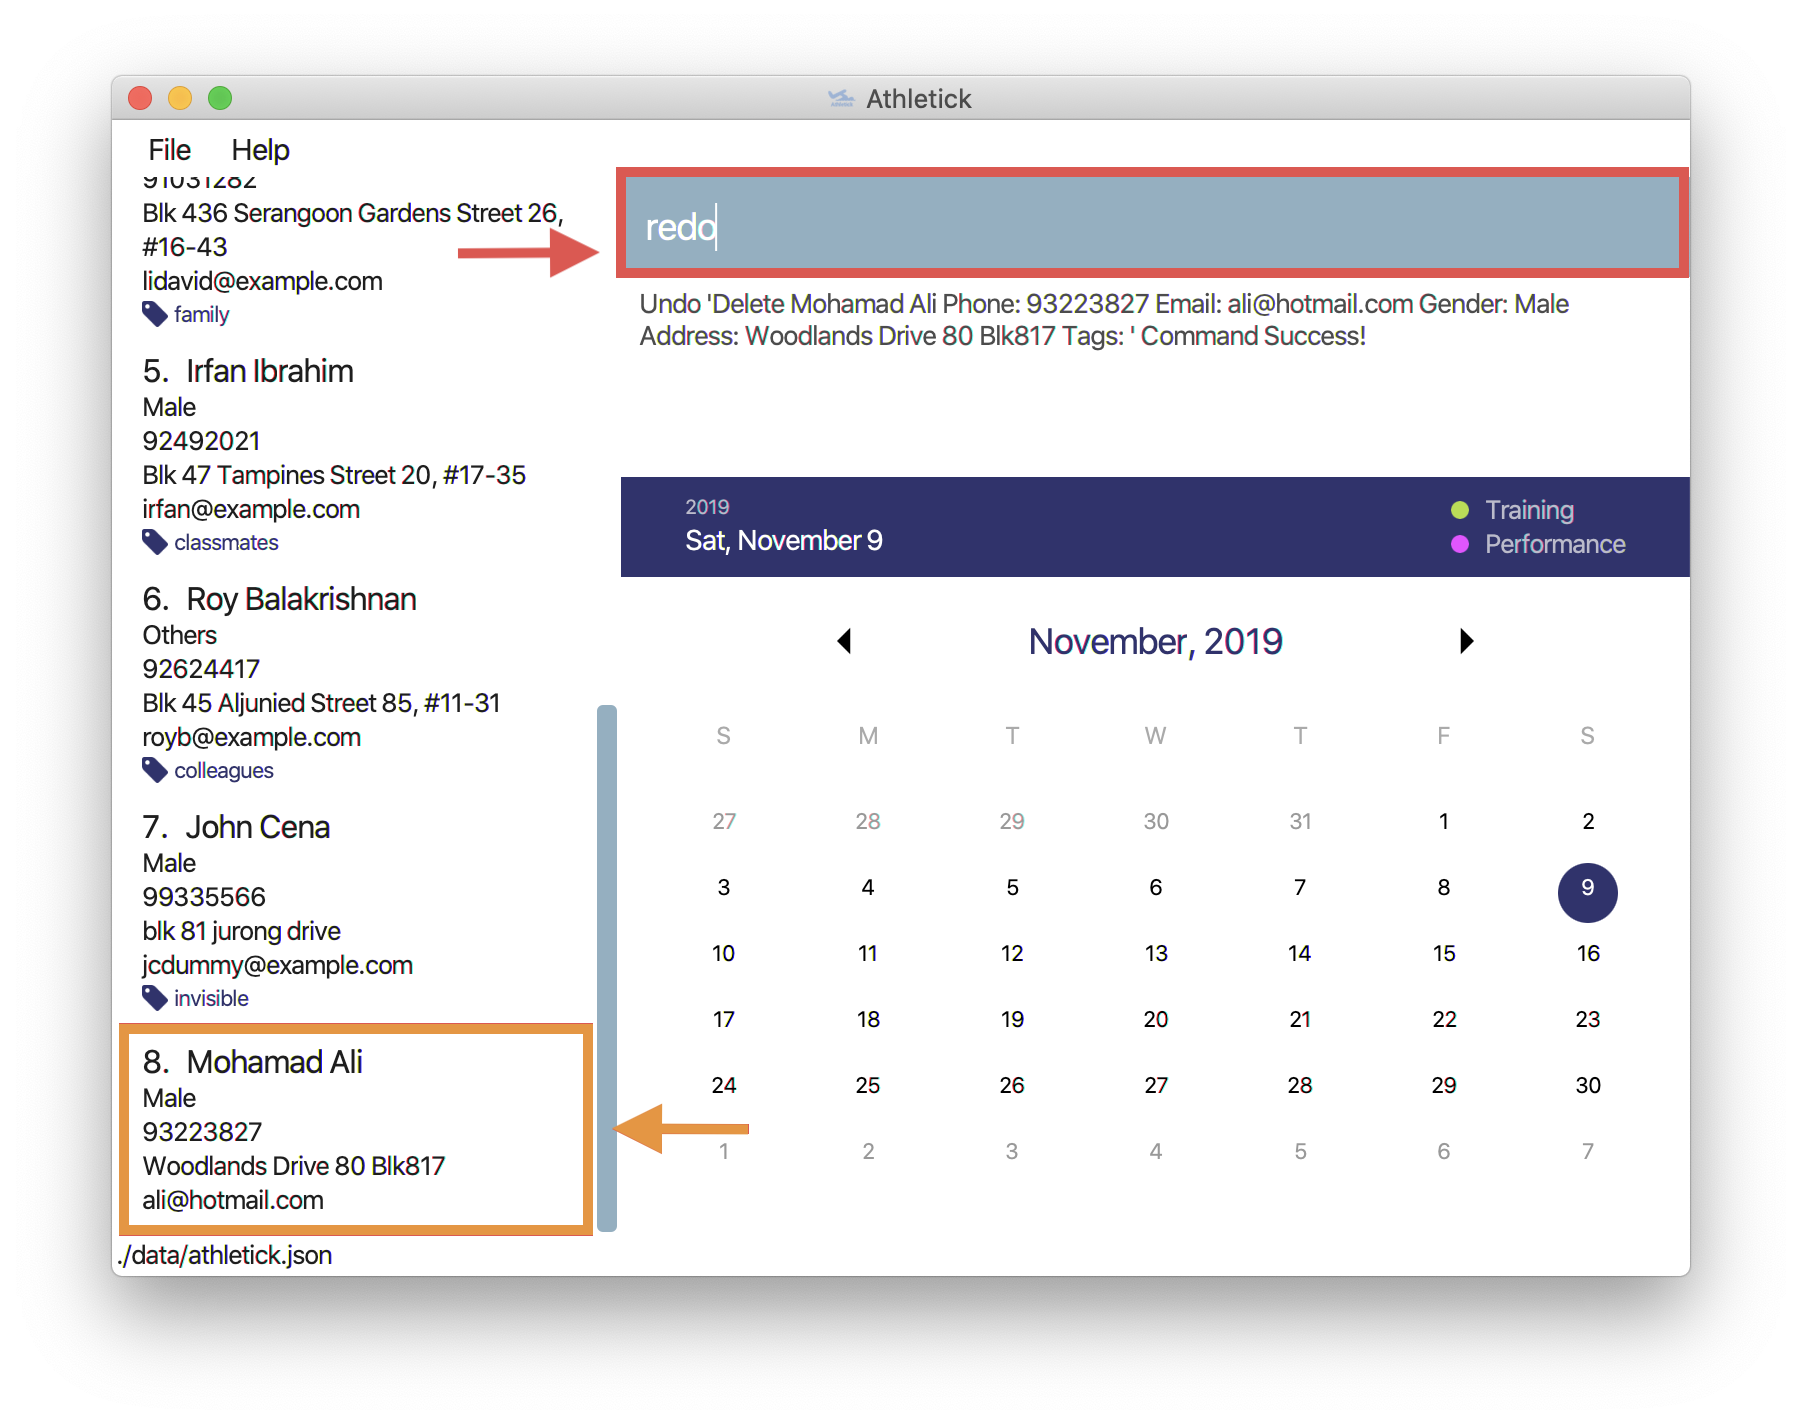 Athletick
File Help
91031282
Blk 436 Serangoon Gardens Street 26,
#16-43
lidavid@example.com
family
5. Irfan Ibrahim
Male
92492021
Blk 47 Tampines Street 20, #17-35
irfan@example.com
classmates
6. Roy Balakrishnan
Others
92624417
Blk 45 Aljunied Street 85, #11-31
royb@example.com
colleagues
7. John Cena
Male
99335566
blk 81 jurong drive
jcdummy@example.com
invisible
8. Mohamad Ali
Male
93223827
Woodlands Drive 80 Blk817
ali@hotmail.com
./data/athletick.json
redo
Undo 'Delete Mohamad Ali Phone: 93223827 Email: ali@hotmail.com Gender: Male
Address: Woodlands Drive 80 Blk817 Tags: ' Command Success!
2019
Sat, November 9
Training
Performance
November, 2019
S M T W T F S
27 28 29 30 31 1 2
3 4 5 6 7 8 9
10 11 12 13 14 15 16
17 18 19 20 21 22 23
24 25 26 27 28 29 30
1 2 3 4 5 6 7